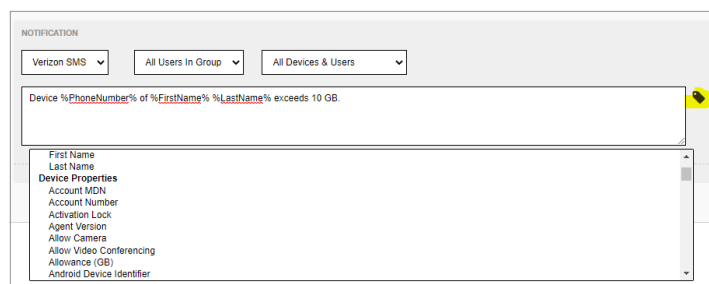 NOTIFICATION
Verizon SMS All Users In Group All Devices & Users
Device %PhoneNumber% of %FirstName% %LastName% exceeds 10 GB.
First Name
Last Name
Device Properties
Account MDN
Account Number
Activation Lock
Agent Version
Allow Camera
Allow Video Conferencing
Allowance (GB)
Android Device Identifier